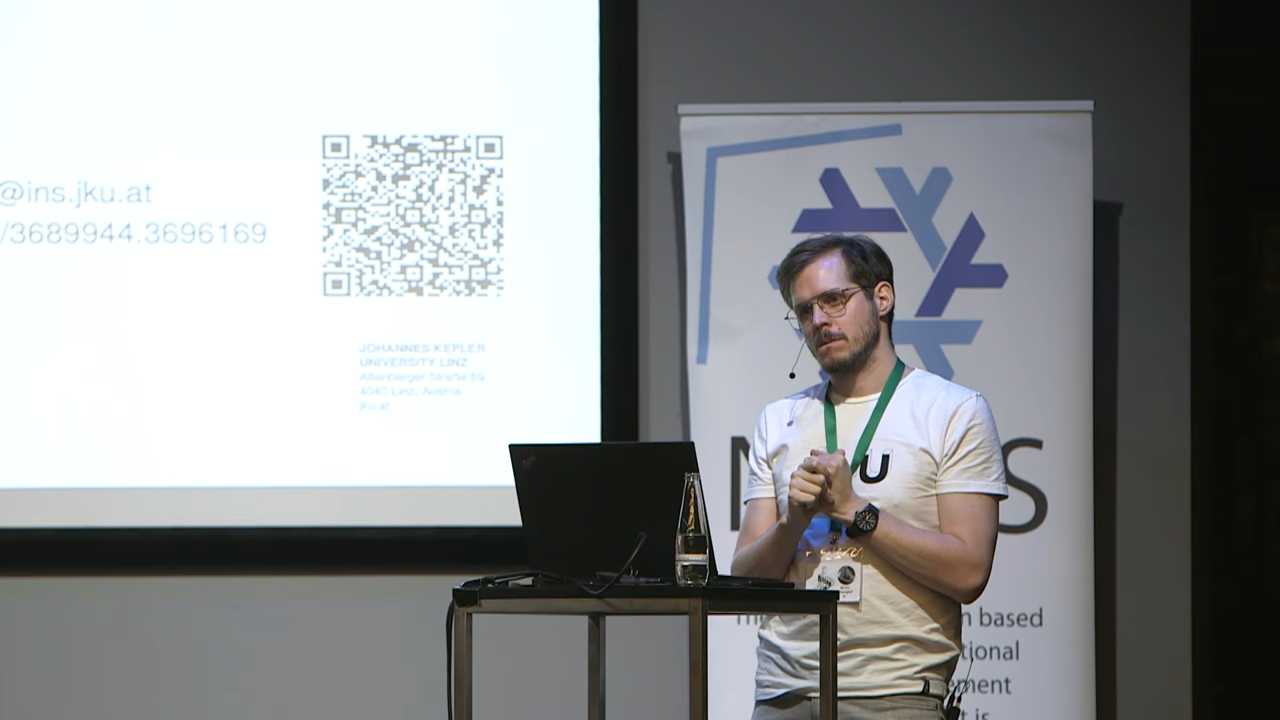 @ins.jku.at
/3689944.3696169
JOHANNES KEPLER
UNIVERSITY LINZ
Altenberger Straße 69
4040 Linz, Austria
jku.at
U
S
based
tional
ement
t is